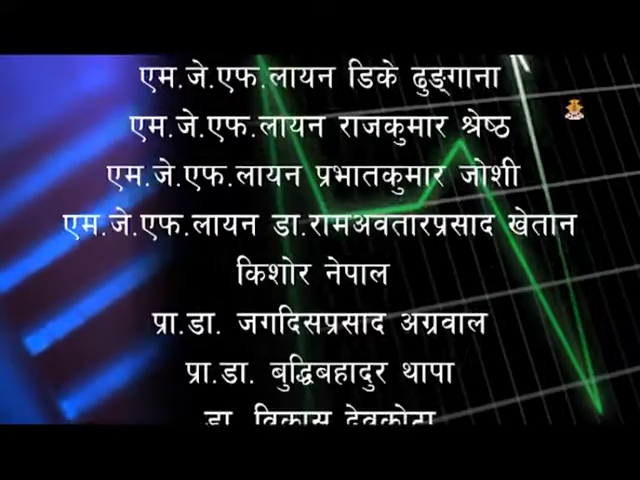 एम.जे.एफ.लायन डिके ढुङ्गाना
एम.जे.एफ.लायन राजकुमार श्रेष्ठ
एम.जे.एफ.लायन प्रभातकुमार जोशी
एम.जे.एफ.लायन डा.रामअवतारप्रसाद खेतान
किशोर नेपाल
प्रा.डा. जगदिसप्रसाद अग्रवाल
प्रा.डा. बुद्धिबहादुर थापा
डा. विकास देवकोटा